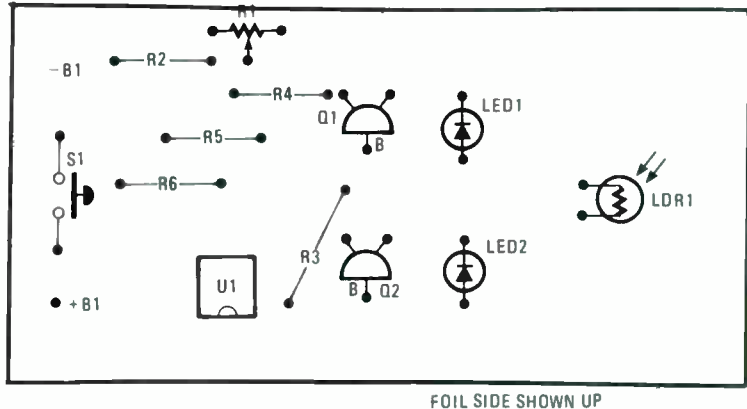 R1
−B1
R2
R4
Q1
B
LED1
R5
S1
R6
LDR1
R3
LED2
U1
B
Q2
+B1
FOIL SIDE SHOWN UP